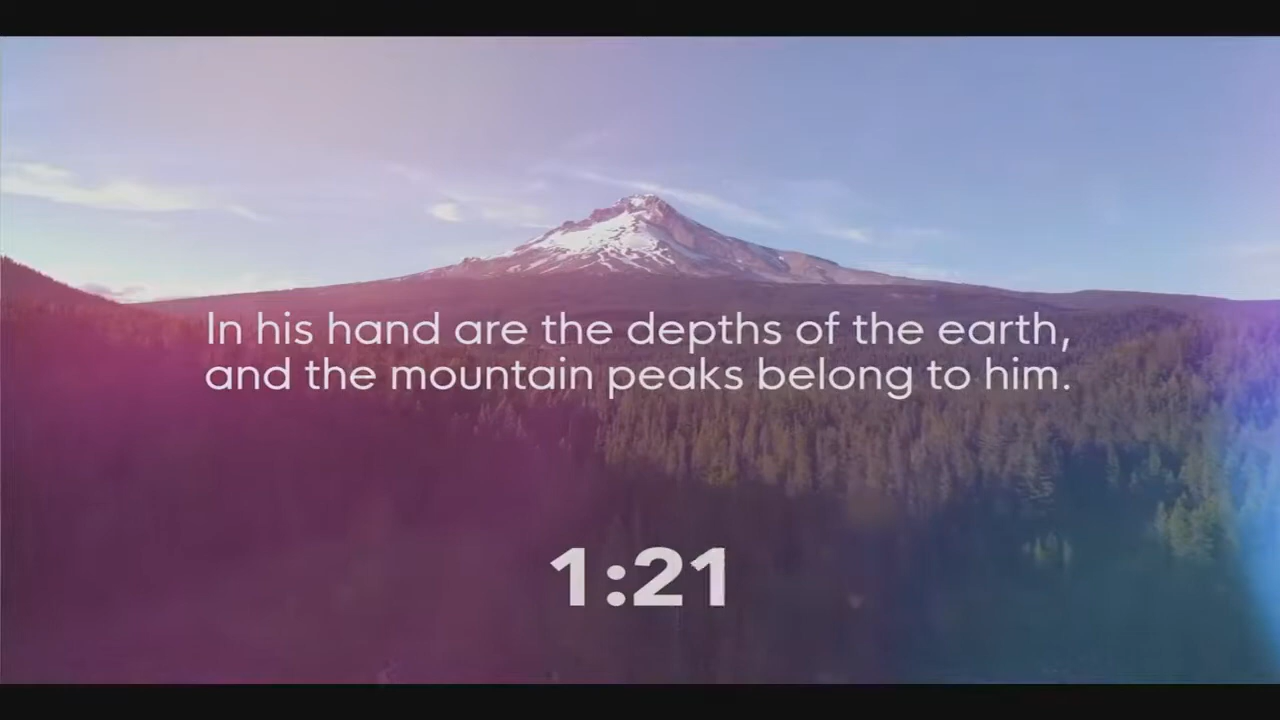 In his hand are the depths of the earth,
and the mountain peaks belong to him.
1:21